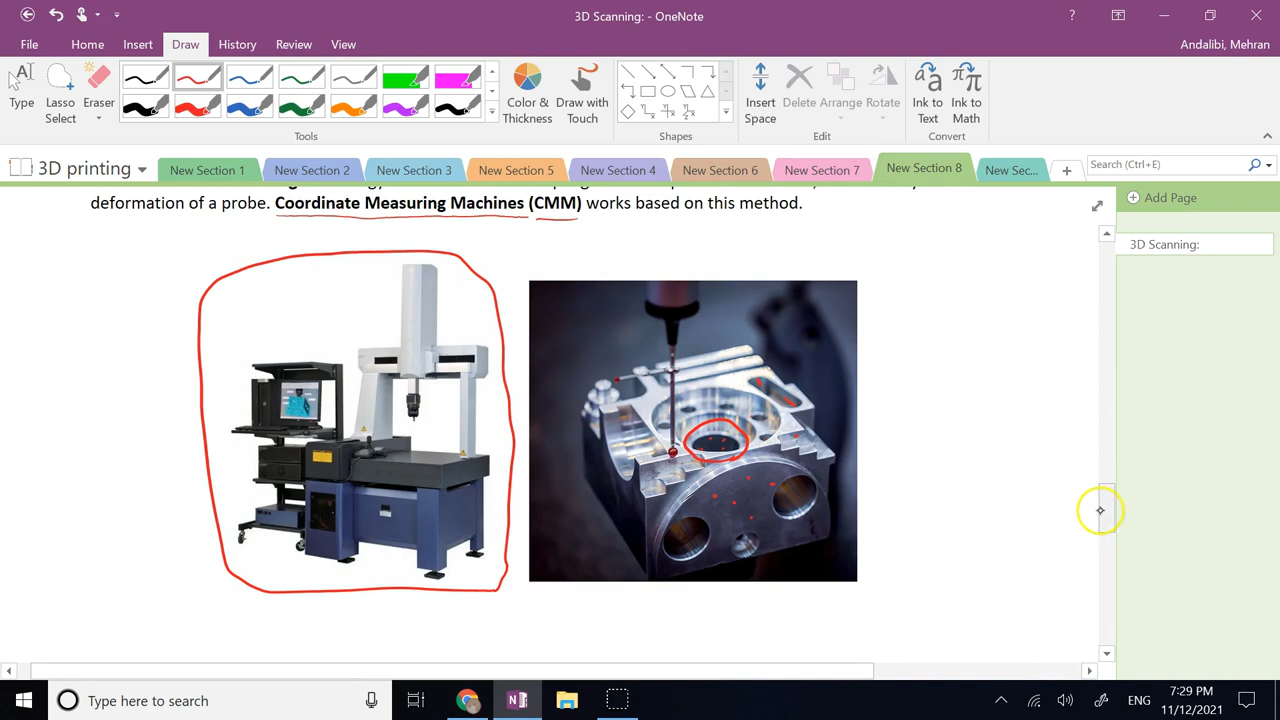 3D Scanning: - OneNote
?
File
Home
Insert
Draw
History
Review
View
Andalibi, Mehran
Type
Lasso Select
Eraser
Color & Thickness
Draw with Touch
Insert Space
Delete
Arrange
Rotate
Ink to Text
Ink to Math
Tools
Shapes
Edit
Convert
3D printing
New Section 1
New Section 2
New Section 3
New Section 4
New Section 5
New Section 6
New Section 7
New Section 8
New Sec...
Search (Ctrl+E)
Add Page
3D Scanning:
deformation of a probe. Coordinate Measuring Machines (CMM) works based on this method.
Type here to search
ENG
7:29 PM
11/12/2021